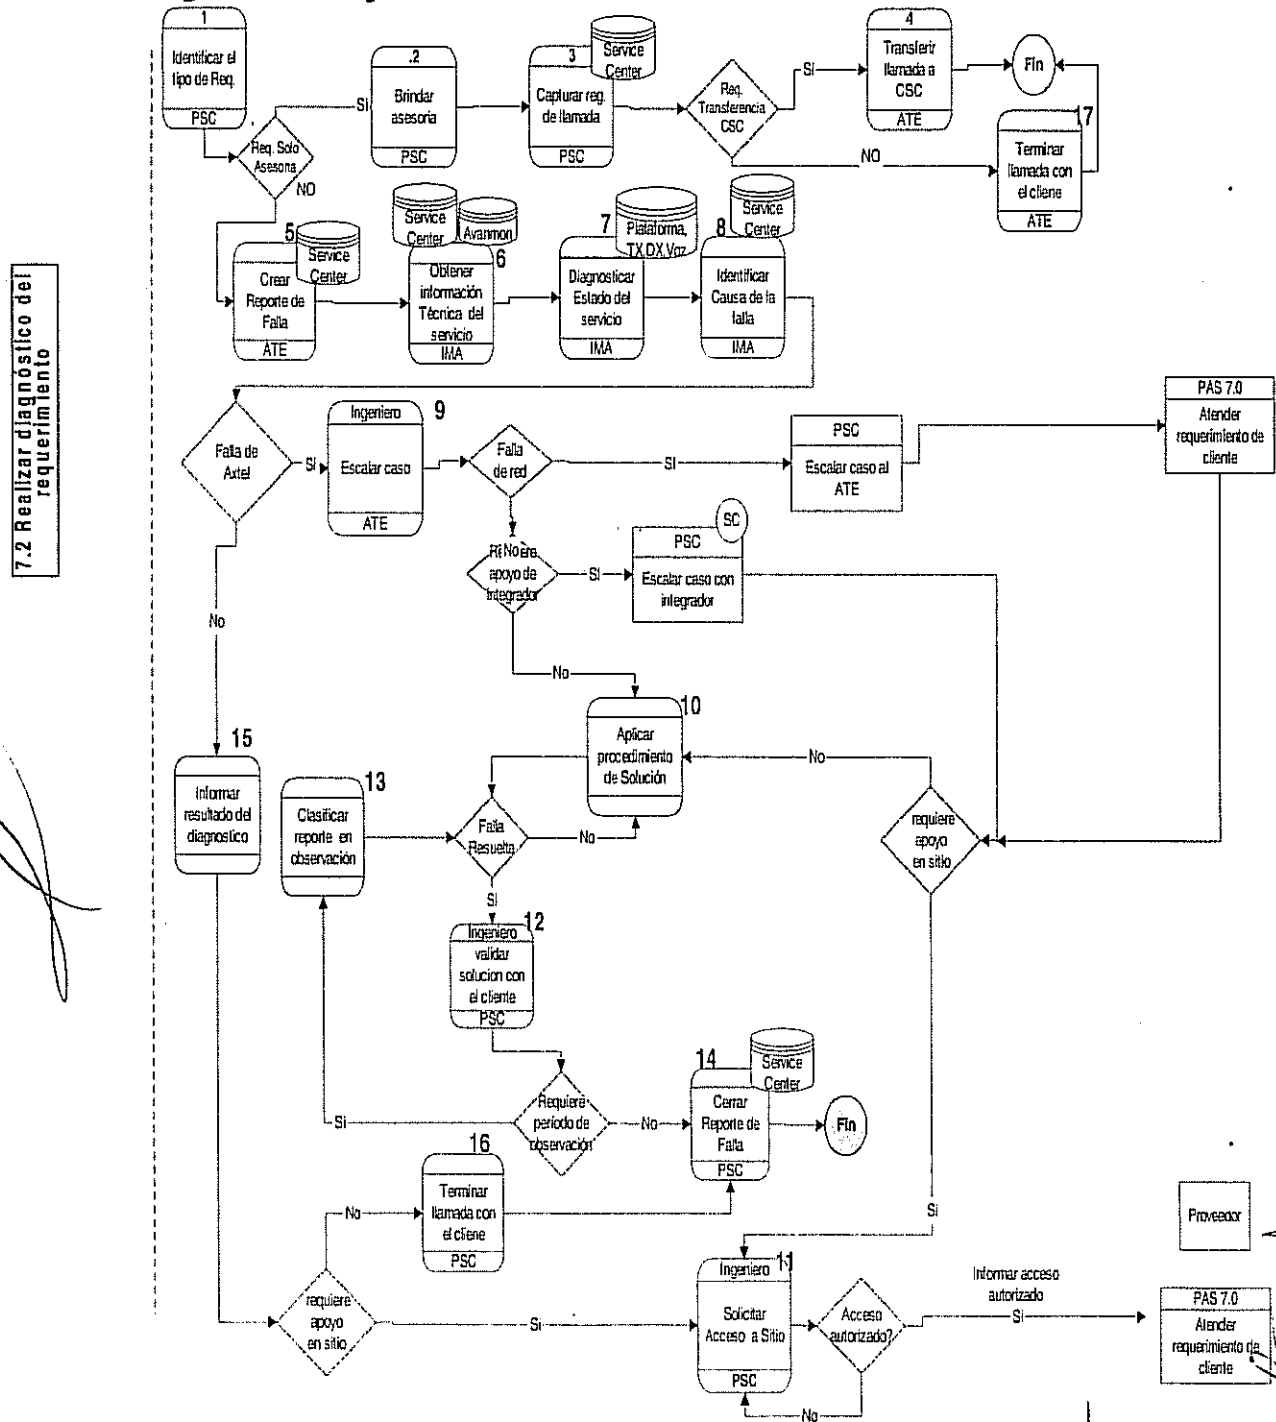 7.2 Realizar diagnóstico del
requerimiento
1
Identificar el
tipo de Req.
PSC
Req. Solo
Asesoria
Si
NO
.2
Brindar
asesoria
PSC
3
Service
Center
Capturar reg.
de llamada
PSC
Req.
Transferencia
CSC
Si
NO
4
Transferir
llamada a
CSC
ATE
Fin
17
Terminar
llamada con
el cliene
ATE
5
Service
Center
Crear
Reporte de
Falla
ATE
Service
Center
Avanmon
6
Obtener
información
Técnica del
servicio
IMA
7
Plataforma,
TX,DX,Voz
Diagnosticar
Estado del
servicio
IMA
8
Service
Center
Identificar
Causa de la
falla
IMA
Falla de
Axtel
Si
No
Ingeniero
9
Escalar caso
ATE
Falla
de red
SI
No
PSC
Escalar caso al
ATE
PAS 7.0
Atender
requerimiento de
cliente
apoyo de
integrador
Si
No
SC
PSC
Escalar caso con
integrador
10
Aplicar
procedimiento
de Solución
No
requiere
apoyo
en sitio
Si
15
Informar
resultado del
diagnostico
13
Clasificar
reporte en
observación
Falla
Resuelta
No
SI
12
Ingeniero
validar
solucion con
el cliente
PSC
Requiere
periodo de
observación
Si
No
14
Service
Center
Cerrar
Reporte de
Falla
PSC
Fin
16
Terminar
llamada con
el cliene
PSC
No
requiere
apoyo
en sitio
Si
11
Ingeniero
Solicitar
Acceso a Sitio
PSC
Acceso
autorizado?
No
Informar acceso
autorizado
Si
Proveedor
PAS 7.0
Atender
requerimiento de
cliente